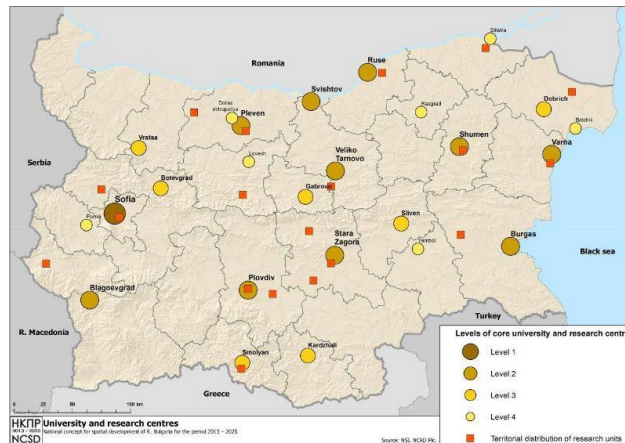 Silistra
Romania
Ruse
Svishtov
Dolna
mitropoliya
Pleven
Razgrad
Dobrich
Balchik
Vratsa
Shumen
Varna
Serbia
Lovech
Veliko
Tarnovo
Botevgrad
Gabrovo
Sofia
Pernik
Sliven
Stara
Zagora
Yambol
Burgas
Black sea
Blagoevgrad
Plovdiv
Turkey
R. Macedonia
Smolyan
Kardzhali
Greece
Levels of core university and research centr
Level 1
Level 2
Level 3
Level 4
Territorial distribution of research units
100 km
НКПР
2013 - 2025
NCSD
University and research centres
National concept for spatial development of R. Bulgaria for the period 2013 – 2025
Source: NSI, NCRD Plc.